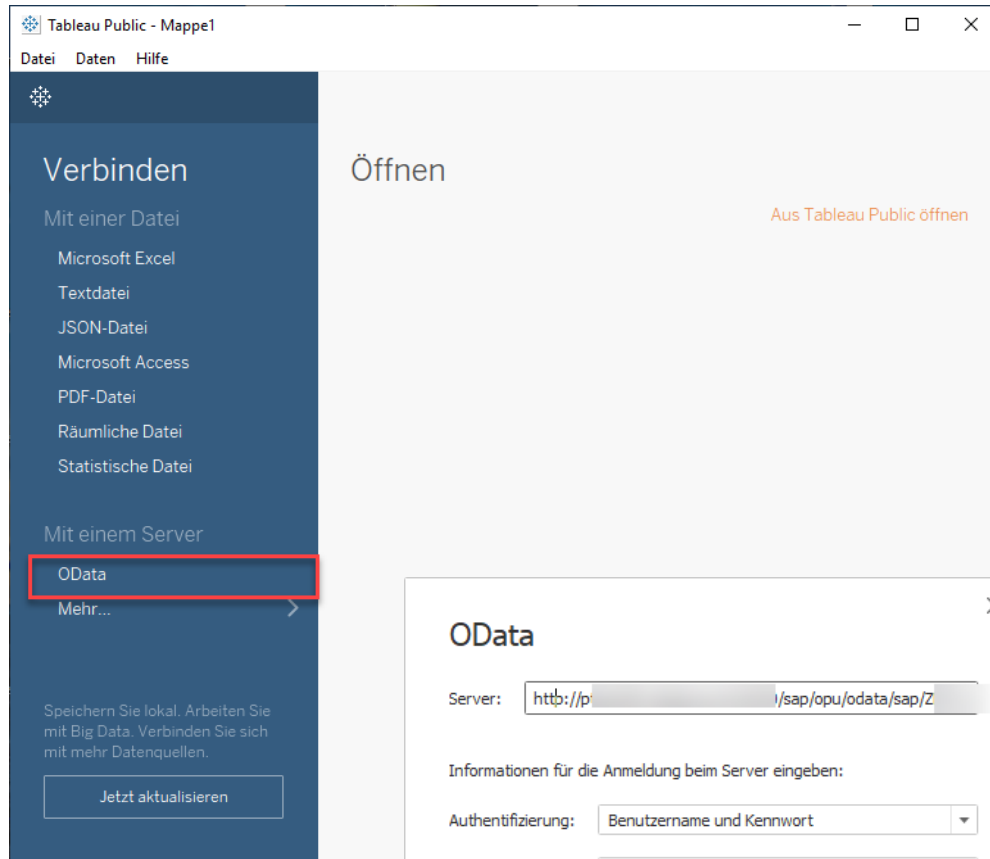 Tableau Public - Mappe1
Datei Daten Hilfe
Verbinden
Mit einer Datei
Microsoft Excel
Textdatei
JSON-Datei
Microsoft Access
PDF-Datei
Räumliche Datei
Statistische Datei
Mit einem Server
OData
Mehr...
Speichern Sie lokal. Arbeiten Sie
mit Big Data. Verbinden Sie sich
mit mehr Datenquellen.
Jetzt aktualisieren
Öffnen
Aus Tableau Public öffnen
OData
Server: http://p /sap/opu/odata/sap/Z
Informationen für die Anmeldung beim Server eingeben:
Authentifizierung: Benutzername und Kennwort